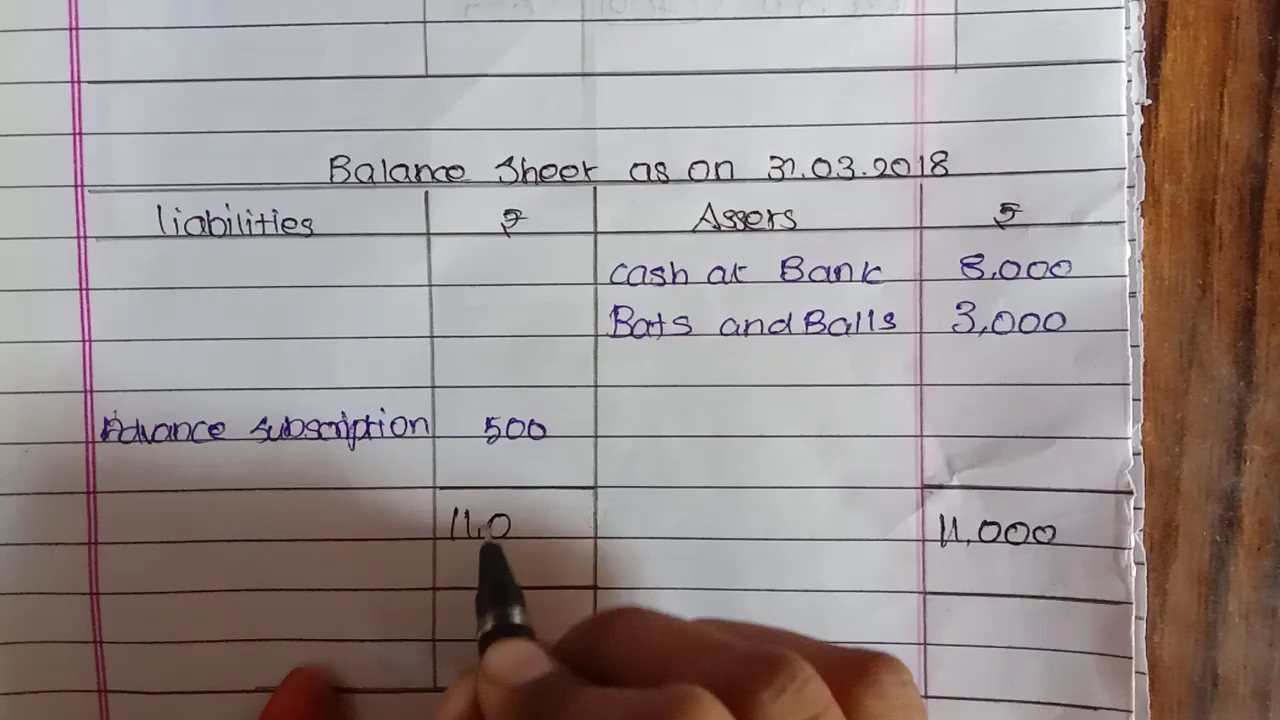 Balance Sheet as on 31.03.2018
Liabilities ₹ Assets ₹
Cash at Bank 8,000
Bats and Balls 3,000
Advance subscription 500
11,0 11,000